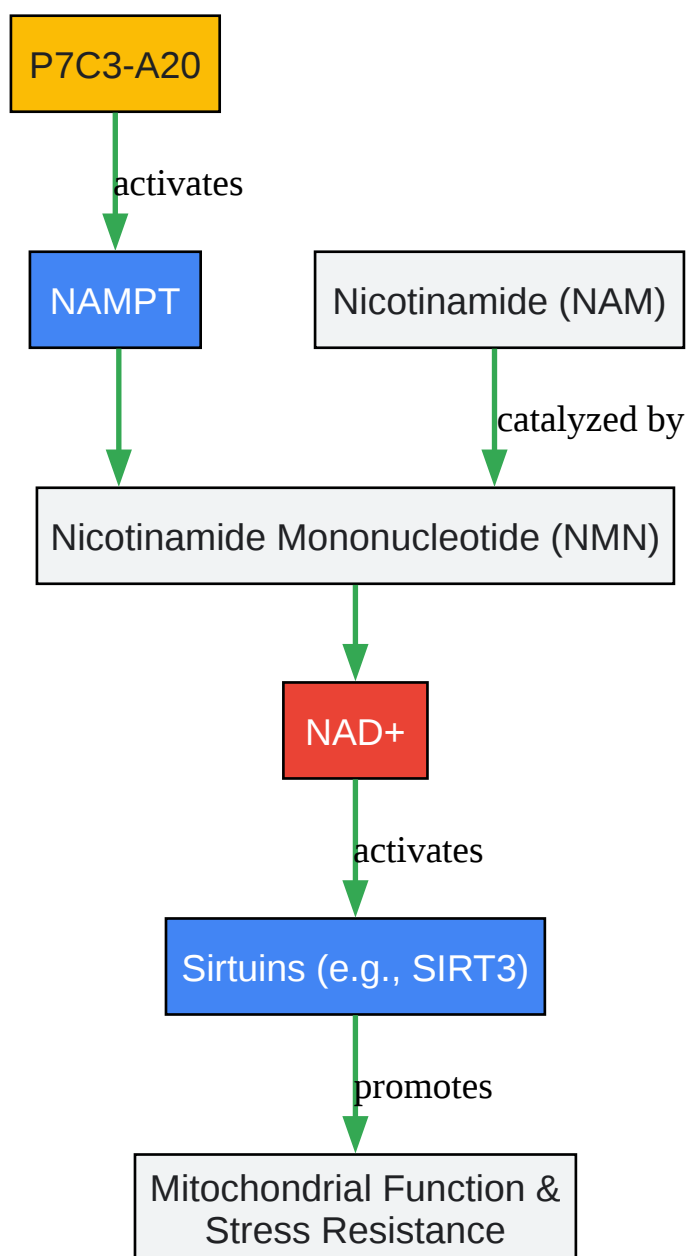 P7C3-A20
activates
NAMPT
Nicotinamide (NAM)
catalyzed by
Nicotinamide Mononucleotide (NMN)
NAD+
activates
Sirtuins (e.g., SIRT3)
promotes
Mitochondrial Function &
Stress Resistance